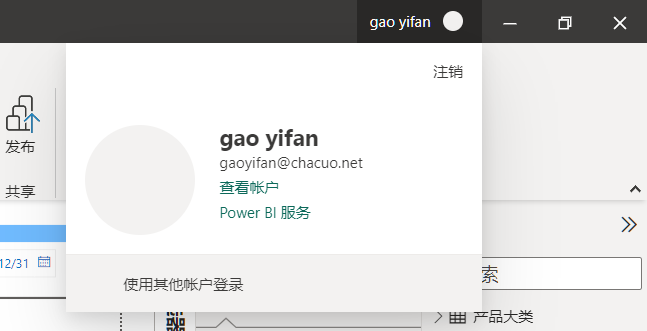 gao yifan
注销
发布
gao yifan
gaoyifan@chacuo.net
查看帐户
共享
Power BI 服务
12/31
使用其他帐户登录
索
产品大类